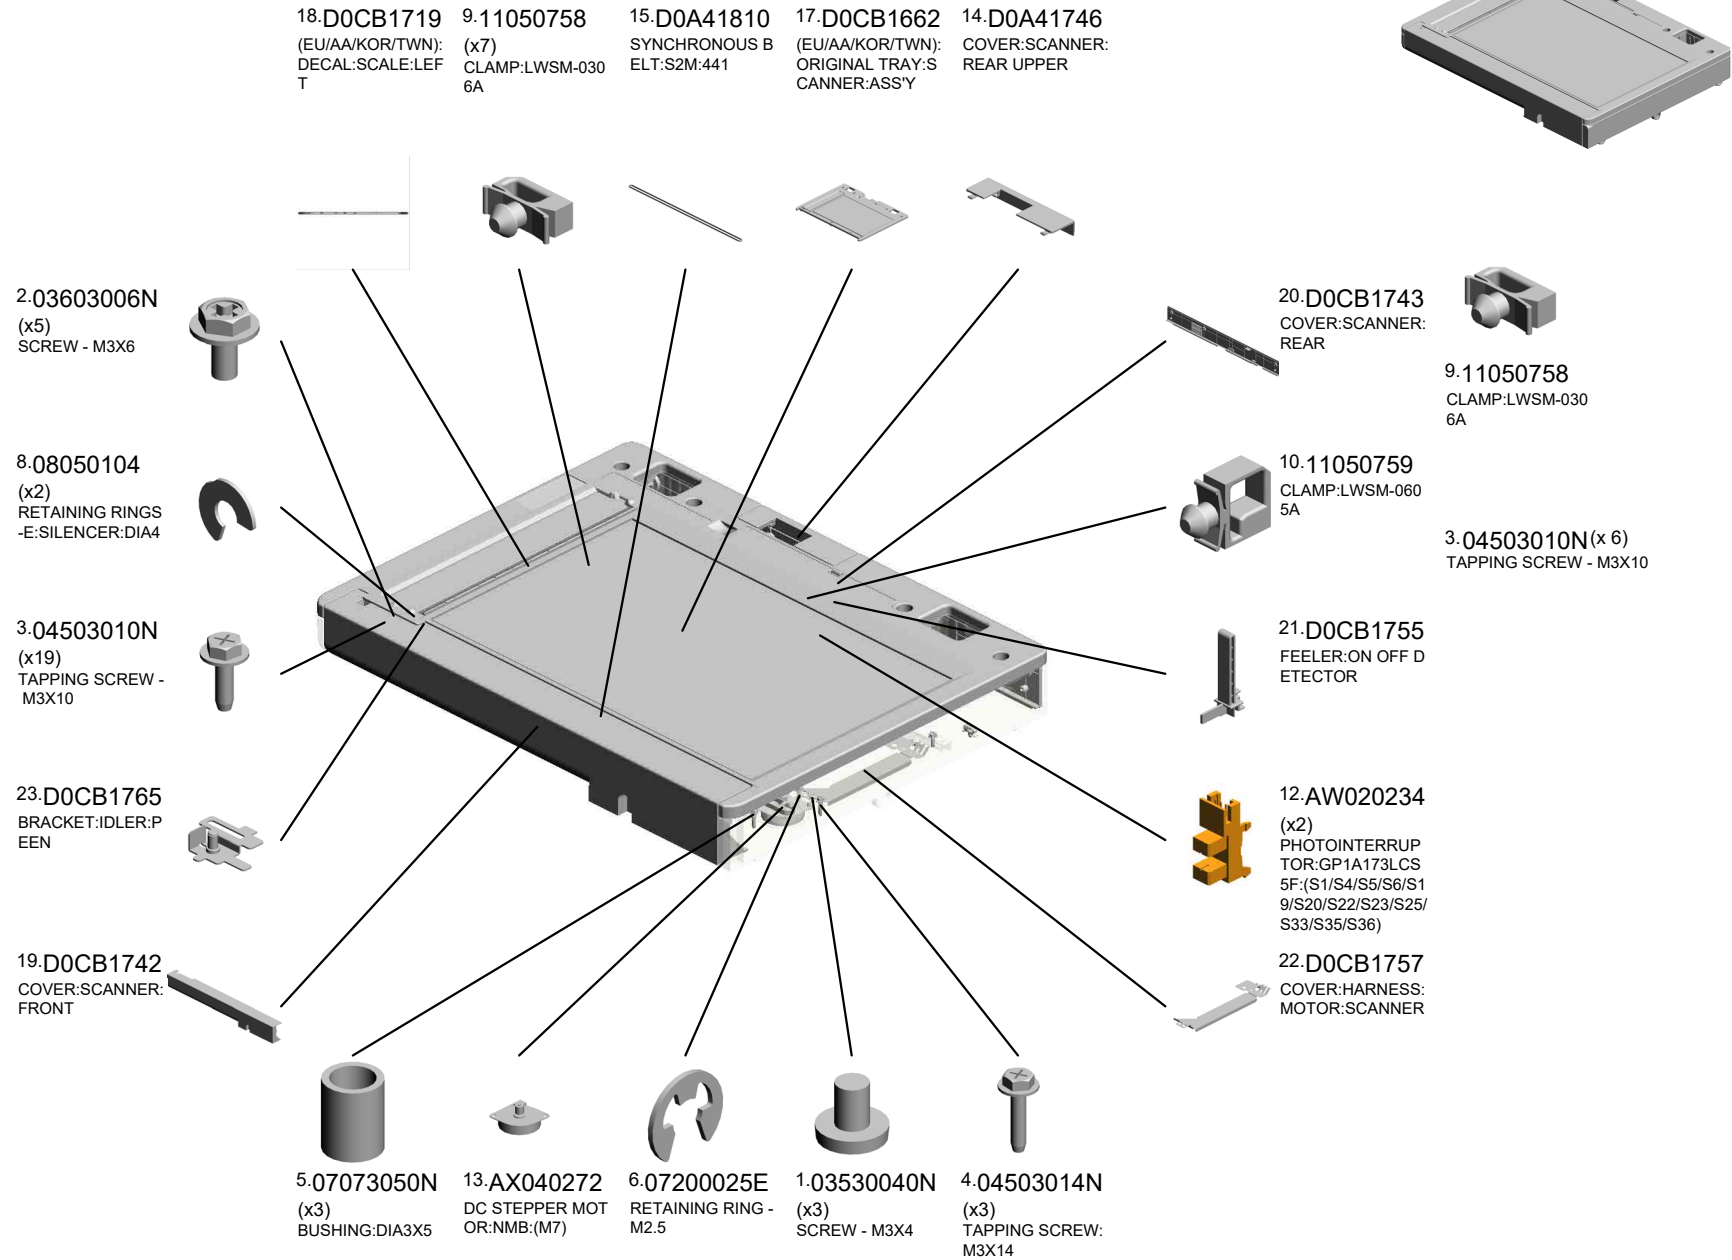 18.D0CB1719
(EU/AA/KOR/TWN):
DECAL:SCALE:LEF
T
9.11050758
(x7)
CLAMP:LWSM-030
6A
15.D0A41810
SYNCHRONOUS B
ELT:S2M:441
17.D0CB1662
(EU/AA/KOR/TWN):
ORIGINAL TRAY:S
CANNER:ASS'Y
14.D0A41746
COVER:SCANNER:
REAR UPPER
2.03603006N
(x5)
SCREW - M3X6
20.D0CB1743
COVER:SCANNER:
REAR
9.11050758
CLAMP:LWSM-030
6A
8.08050104
(x2)
RETAINING RINGS
-E:SILENCER:DIA4
10.11050759
CLAMP:LWSM-060
5A
3.04503010N(x 6)
TAPPING SCREW - M3X10
3.04503010N
(x19)
TAPPING SCREW -
M3X10
21.D0CB1755
FEELER:ON OFF D
ETECTOR
23.D0CB1765
BRACKET:IDLER:P
EEN
12.AW020234
(x2)
PHOTOINTERRUP
TOR:GP1A173LCS
5F:(S1/S4/S5/S6/S1
9/S20/S22/S23/S25/
S33/S35/S36)
19.D0CB1742
COVER:SCANNER:
FRONT
22.D0CB1757
COVER:HARNESS:
MOTOR:SCANNER
5.07073050N
(x3)
BUSHING:DIA3X5
13.AX040272
DC STEPPER MOT
OR:NMB:(M7)
6.07200025E
RETAINING RING -
M2.5
1.03530040N
(x3)
SCREW - M3X4
4.04503014N
(x3)
TAPPING SCREW:
M3X14